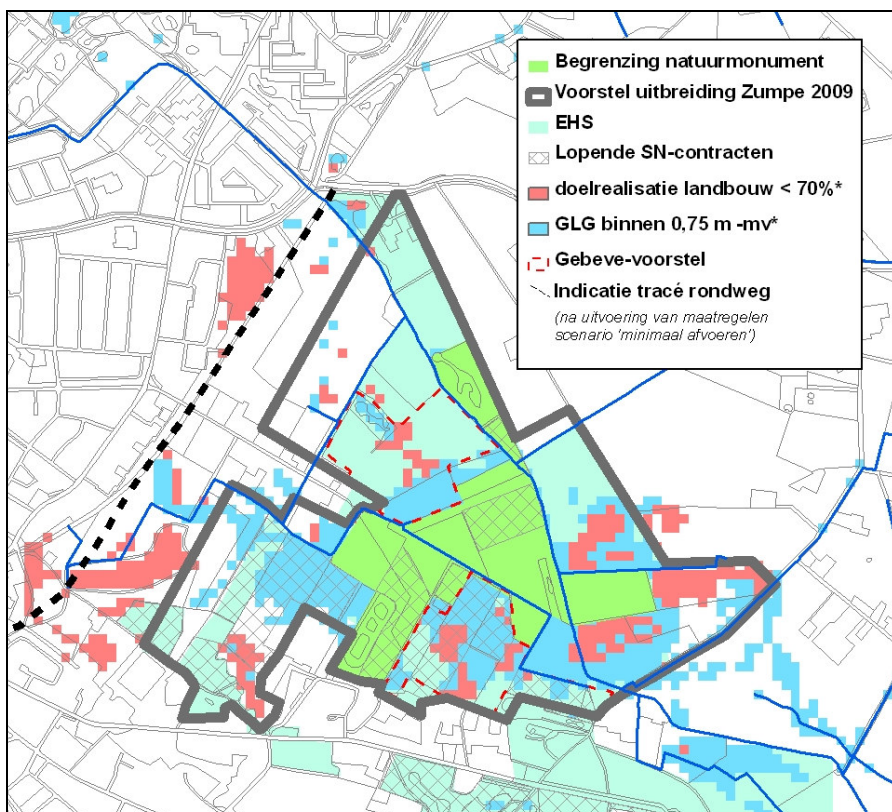 Begrenzing natuurmonument
Voorstel uitbreiding Zumpe 2009
EHS
Lopende SN-contracten
doelrealisatie landbouw < 70%*
GLG binnen 0,75 m -mv*
Gebeve-voorstel
Indicatie tracé rondweg
(na uitvoering van maatregelen
scenario 'minimaal afvoeren')